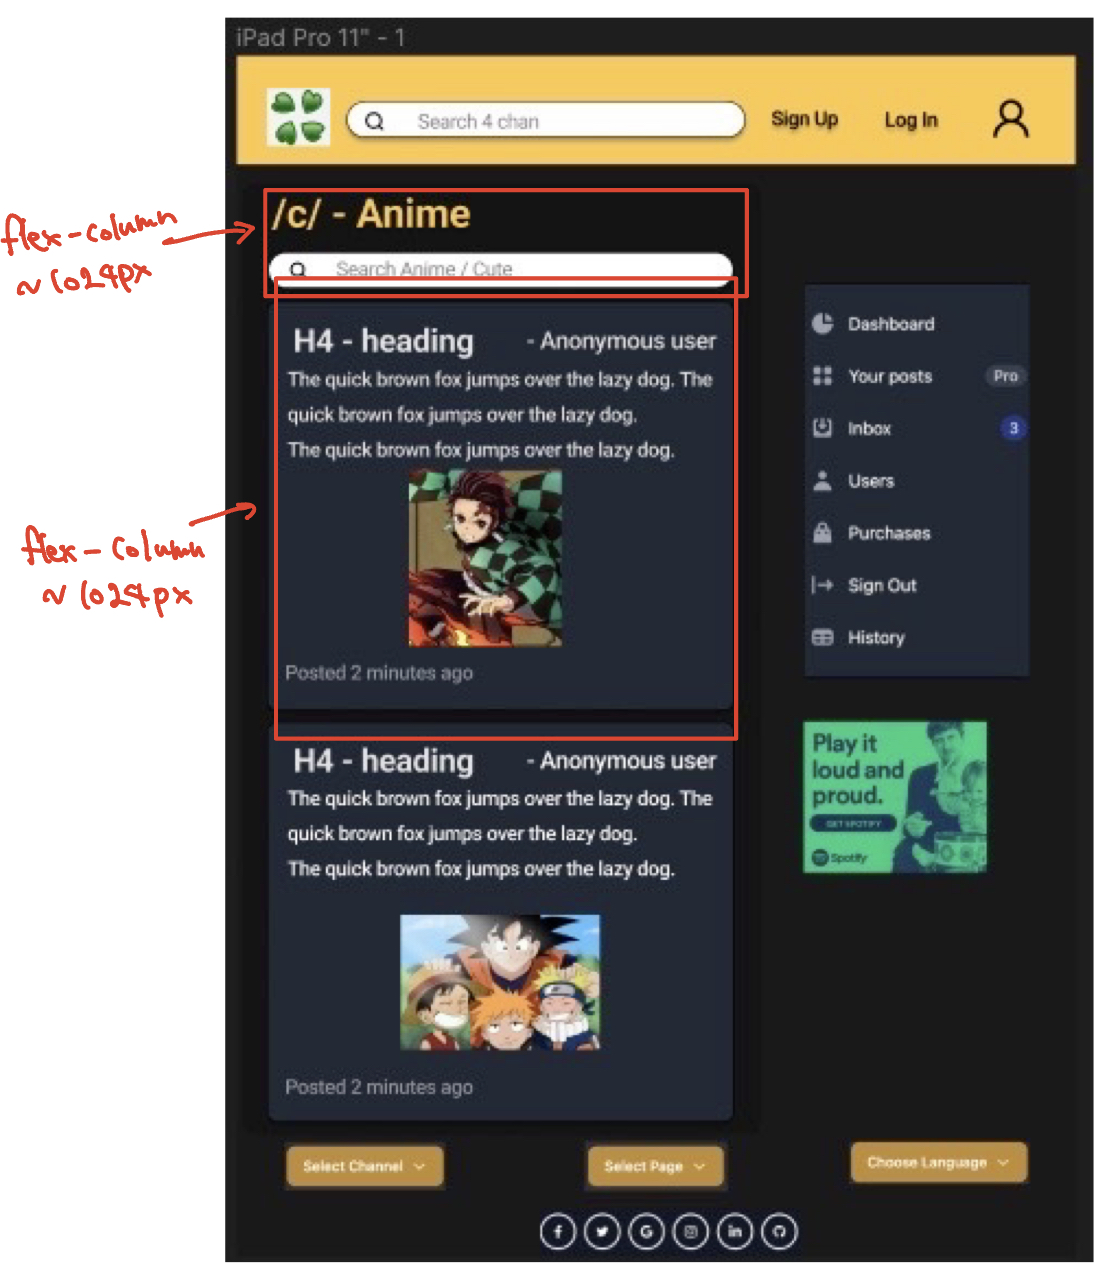 iPad Pro 11" - 1
Search 4 chan
Sign Up
Log In
flex-column
~ 1024px
/c/ - Anime
Search Anime / Cute
H4 - heading
- Anonymous user
The quick brown fox jumps over the lazy dog. The
quick brown fox jumps over the lazy dog.
The quick brown fox jumps over the lazy dog.
Posted 2 minutes ago
flex-column
~ 1024px
H4 - heading
- Anonymous user
The quick brown fox jumps over the lazy dog. The
quick brown fox jumps over the lazy dog.
The quick brown fox jumps over the lazy dog.
Posted 2 minutes ago
Dashboard
Your posts
Pro
Inbox
3
Users
Purchases
Sign Out
History
Play it
loud and
proud.
GET SPOTIFY
Spotify
Select Channel
Select Page
Choose Language
f
G
in